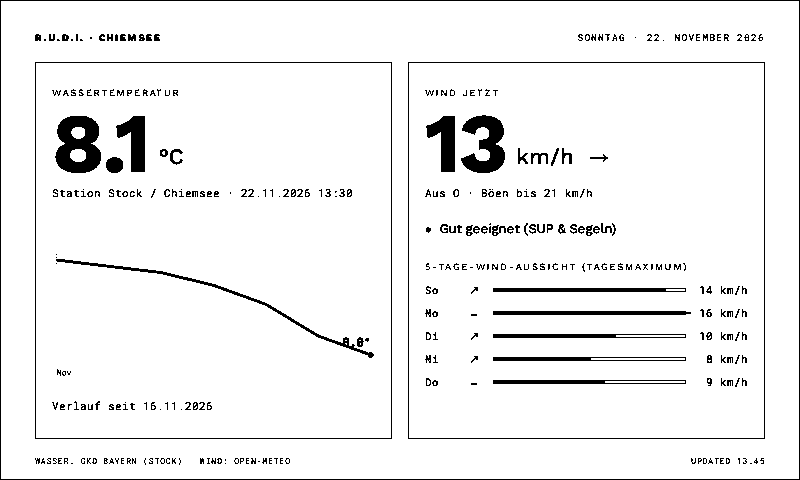 R.U.D.I. · CHIEMSEE
SONNTAG · 22. NOVEMBER 2026
WASSERTEMPERATUR
8.1 °C
Station Stock / Chiemsee · 22.11.2026 13:30
Nov
Verlauf seit 16.11.2026
WIND JETZT
13 km/h →
Aus O · Böen bis 21 km/h
• Gut geeignet (SUP & Segeln)
5-TAGE-WIND-AUSSICHT (TAGESMAXIMUM)
So ↗ 14 km/h
Mo – 16 km/h
Di ↗ 10 km/h
Mi ↗ 8 km/h
Do – 9 km/h
WASSER: GKD BAYERN (STOCK) WIND: OPEN-METEO
UPDATED 13:45